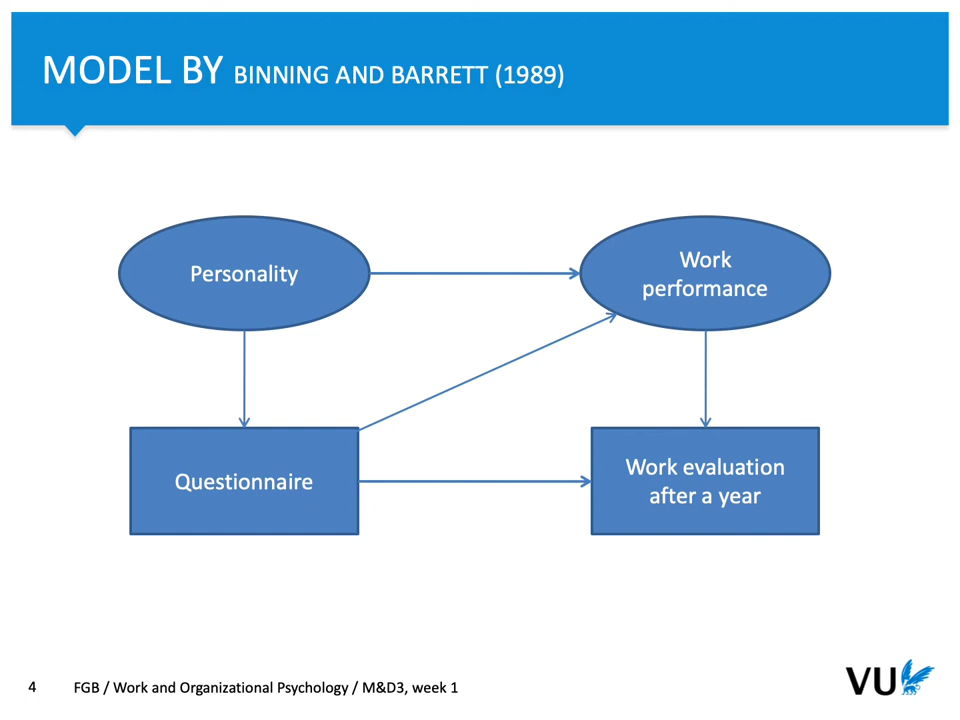 MODEL BY BINNING AND BARRETT (1989)
Personality
Work
performance
Questionnaire
Work evaluation
after a year
4 FGB / Work and Organizational Psychology / M&D3, week 1
VU